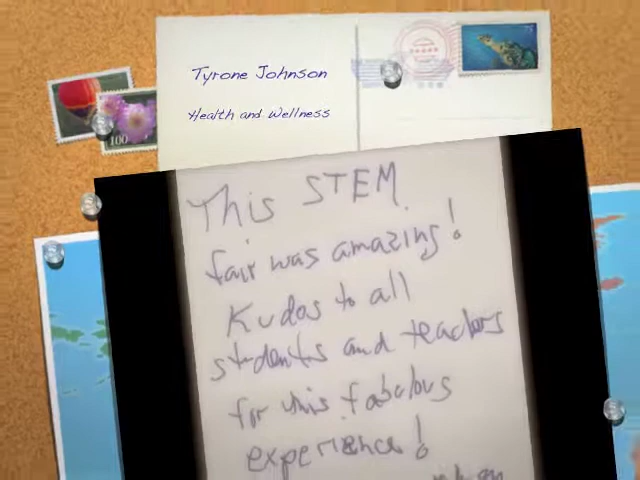 Tyrone Johnson
Health and Wellness
100
This STEM
fair was amazing!
Kudos to all
students and teachers
for this fabulous
experience!